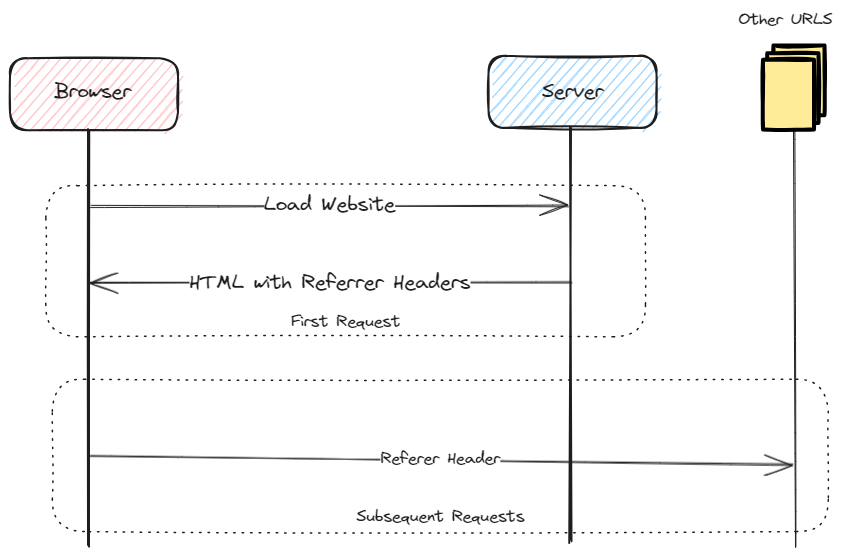 Other URLS
Browser
Server
Load Website
HTML with Referrer Headers
First Request
Referer Header
Subsequent Requests